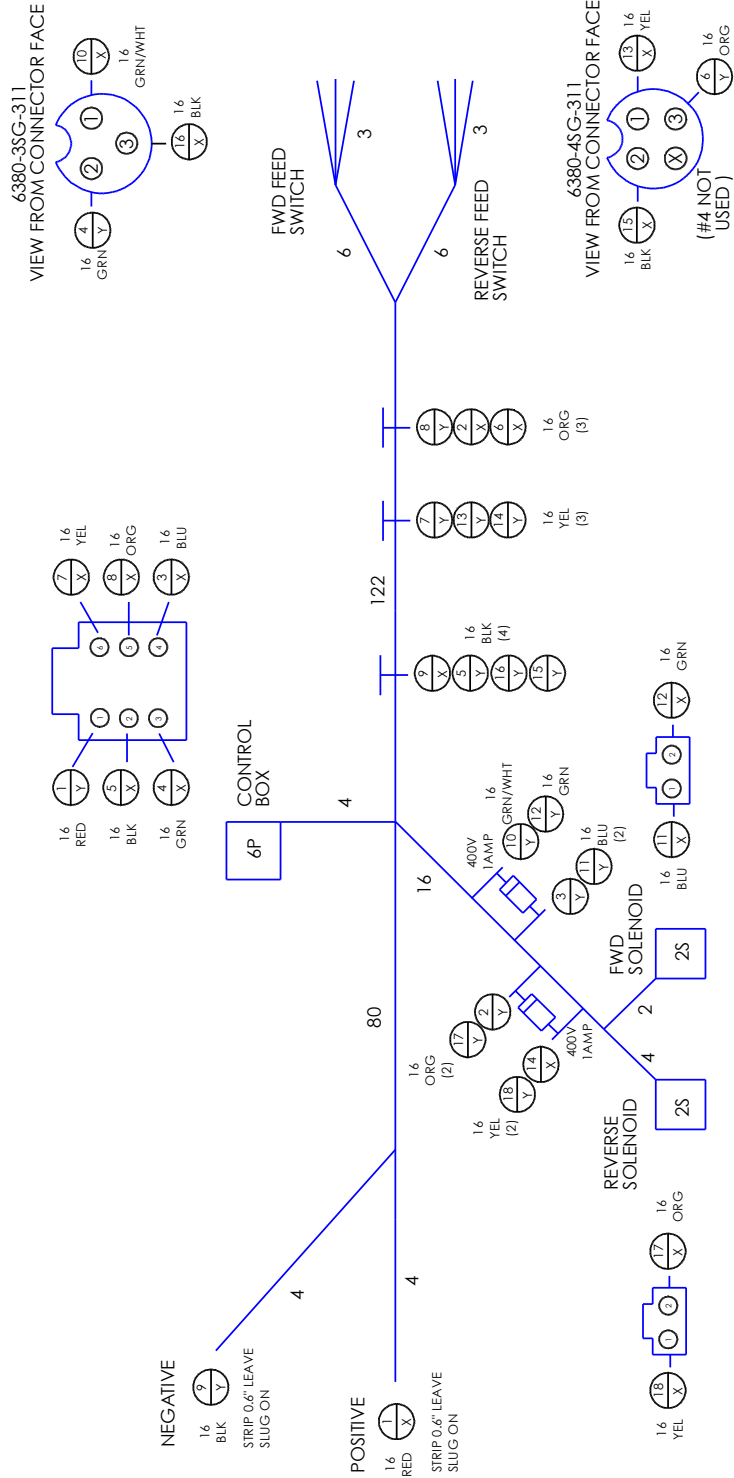 6380-3SG-311
VIEW FROM CONNECTOR FACE
16
GRN
4
Y
2
1
3
10
X
16
GRN/WHT
16
X
16
BLK
FWD FEED
SWITCH
3
6
6
3
REVERSE FEED
SWITCH
6380-4SG-311
VIEW FROM CONNECTOR FACE
16
BLK
15
X
2
1
X
3
13
X
16
YEL
6
Y
16
ORG
(#4 NOT
USED )
8
Y
2
X
6
X
16
ORG
(3)
7
Y
13
Y
14
Y
16
YEL
(3)
122
9
X
5
Y
16
Y
15
Y
16
BLK
(4)
16
RED
1
Y
16
BLK
5
X
16
GRN
4
X
1
2
3
6
5
4
7
X
16
YEL
8
X
16
ORG
3
X
16
BLU
CONTROL
BOX
6P
4
80
16
400V
1AMP
16
GRN/WHT
10
Y
12
Y
16
GRN
3
Y
11
Y
16
BLU
(2)
16
ORG
(2)
17
Y
2
Y
16
YEL
(2)
18
Y
14
X
400V
1AMP
FWD
SOLENOID
2S
2
REVERSE
SOLENOID
2S
4
16
BLU
11
X
1
2
12
X
16
GRN
16
YEL
18
X
1
2
17
X
16
ORG
NEGATIVE
16
BLK
9
Y
STRIP 0.6" LEAVE
SLUG ON
4
POSITIVE
16
RED
1
X
STRIP 0.6" LEAVE
SLUG ON
4